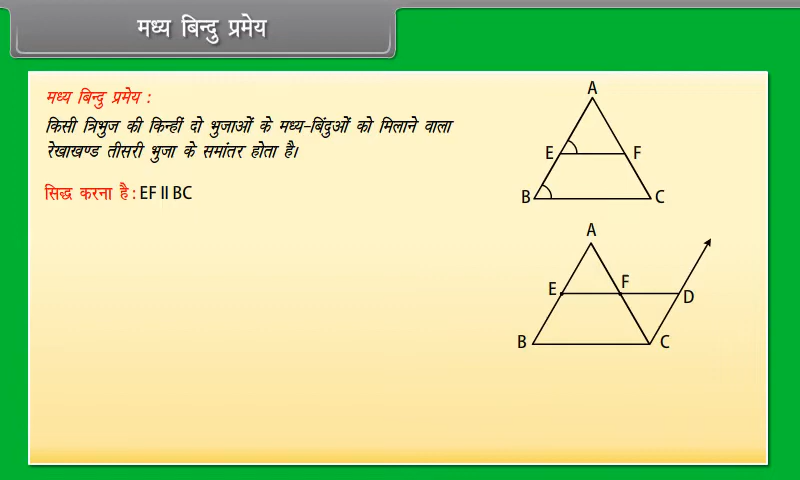 मध्य बिन्दु प्रमेय
मध्य बिन्दु प्रमेय :
किसी त्रिभुज की किन्हीं दो भुजाओं के मध्य-बिंदुओं को मिलाने वाला
रेखाखण्ड तीसरी भुजा के समांतर होता है।
सिद्ध करना है : EF II BC
A
E
F
B
C
A
E
F
D
B
C